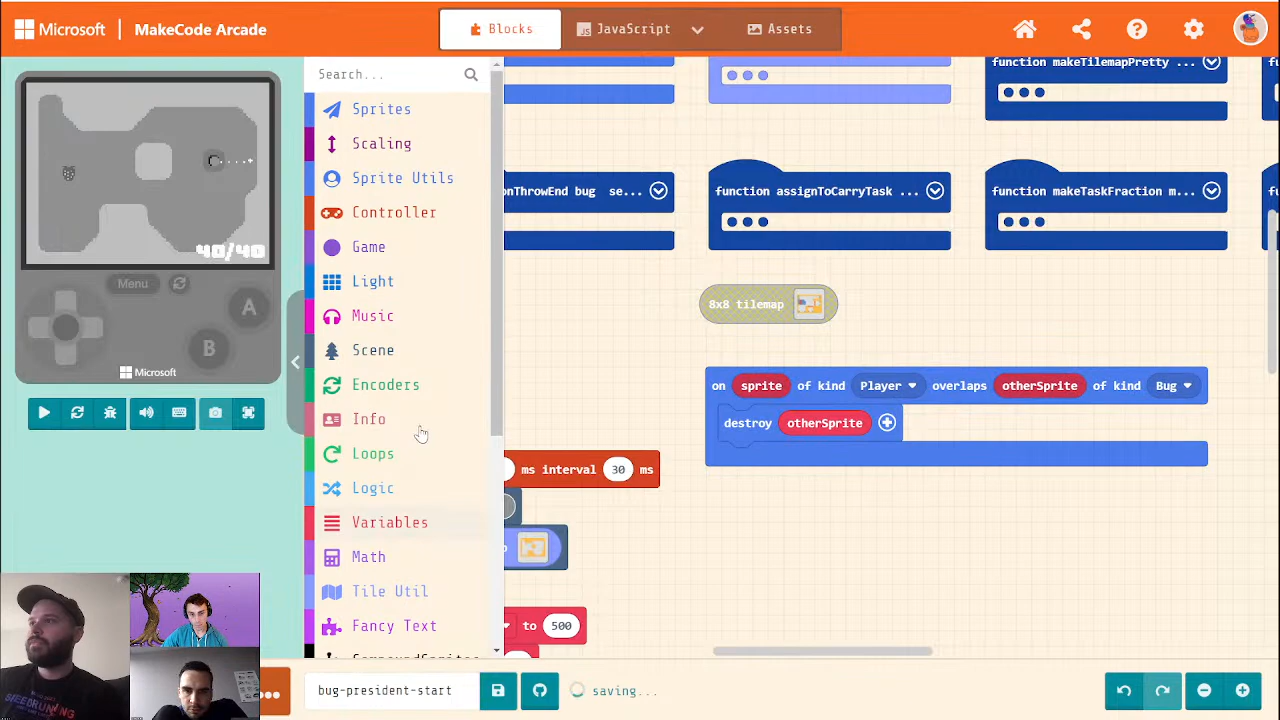 Microsoft | MakeCode Arcade
Blocks
JavaScript
Assets
40/40
Menu
A
B
Microsoft
Search...
Sprites
Scaling
Sprite Utils
Controller
Game
Light
Music
Scene
Encoders
Info
Loops
Logic
Variables
Math
Tile Util
Fancy Text
function makeTilemapPretty
onThrowEnd bug se...
function assignToCarryTask ...
function makeTaskFraction m...
8x8 tilemap
on sprite of kind Player overlaps otherSprite of kind Bug
destroy otherSprite
ms interval 30 ms
to 500
bug-president-start
saving...